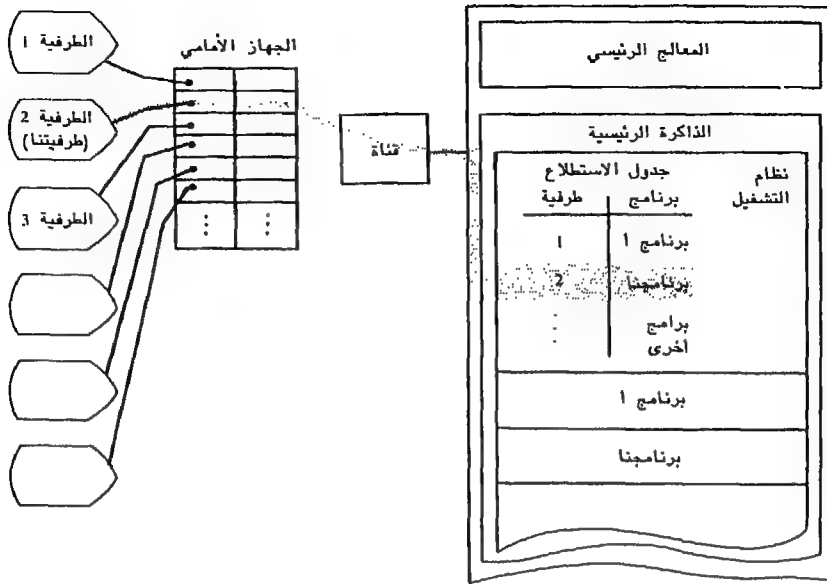 الجهاز الأمامي
الطرفية 1
الطرفية 2
(طرفيتنا)
الطرفية 3
قناة
المعالج الرئيسي
الذاكرة الرئيسية
نظام
التشغيل
جدول الاستطلاع
برنامج طرفية
برنامج 1 1
برنامجنا 2
برامج
أخرى
برنامج 1
برنامجنا